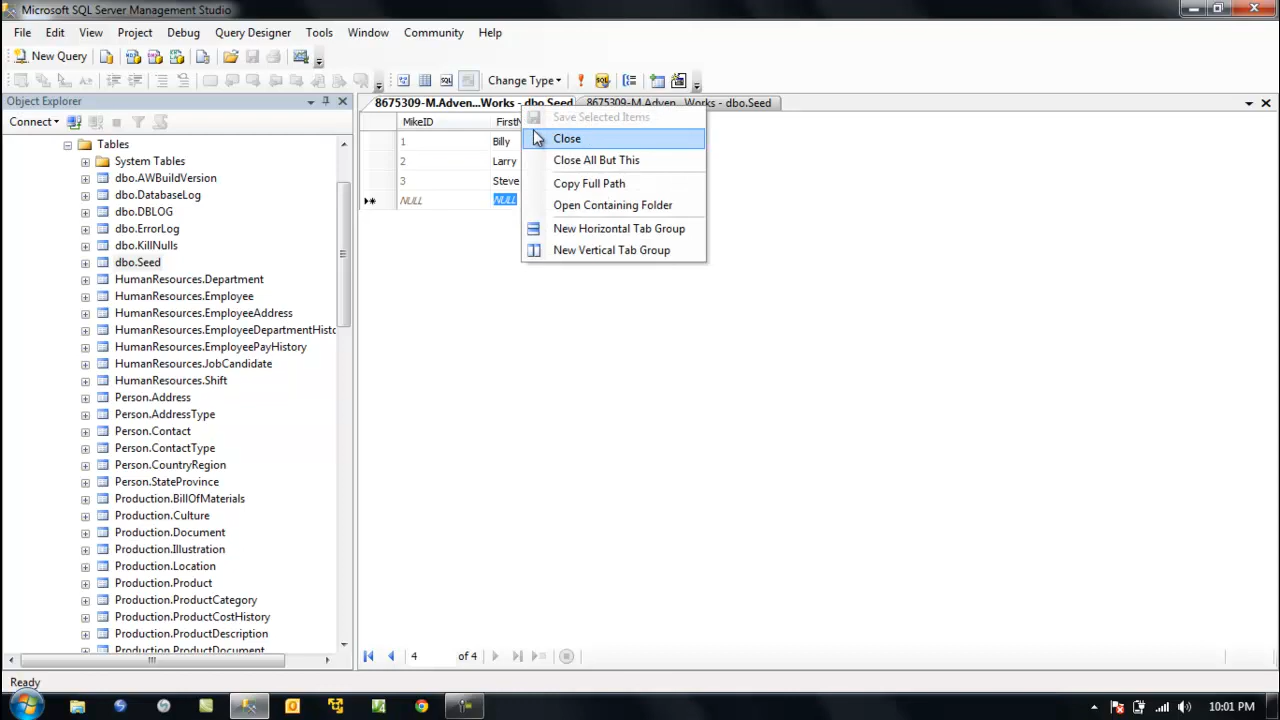 Microsoft SQL Server Management Studio
File Edit View Project Debug Query Designer Tools Window Community Help
New Query
Change Type
Object Explorer
8675309-M.Adven...Works - dbo.Seed
8675309-M.Adven...Works - dbo.Seed
Connect
Tables
System Tables
dbo.AWBuildVersion
dbo.DatabaseLog
dbo.DBLOG
dbo.ErrorLog
dbo.KillNulls
dbo.Seed
HumanResources.Department
HumanResources.Employee
HumanResources.EmployeeAddress
HumanResources.EmployeeDepartmentHisto
HumanResources.EmployeePayHistory
HumanResources.JobCandidate
HumanResources.Shift
Person.Address
Person.AddressType
Person.Contact
Person.ContactType
Person.CountryRegion
Person.StateProvince
Production.BillOfMaterials
Production.Culture
Production.Document
Production.Illustration
Production.Location
Production.Product
Production.ProductCategory
Production.ProductCostHistory
Production.ProductDescription
Production.ProductDocument
MikeID FirstN
1 Billy
2 Larry
3 Steve
NULL NULL
Save Selected Items
Close
Close All But This
Copy Full Path
Open Containing Folder
New Horizontal Tab Group
New Vertical Tab Group
4 of 4
Ready
10:01 PM